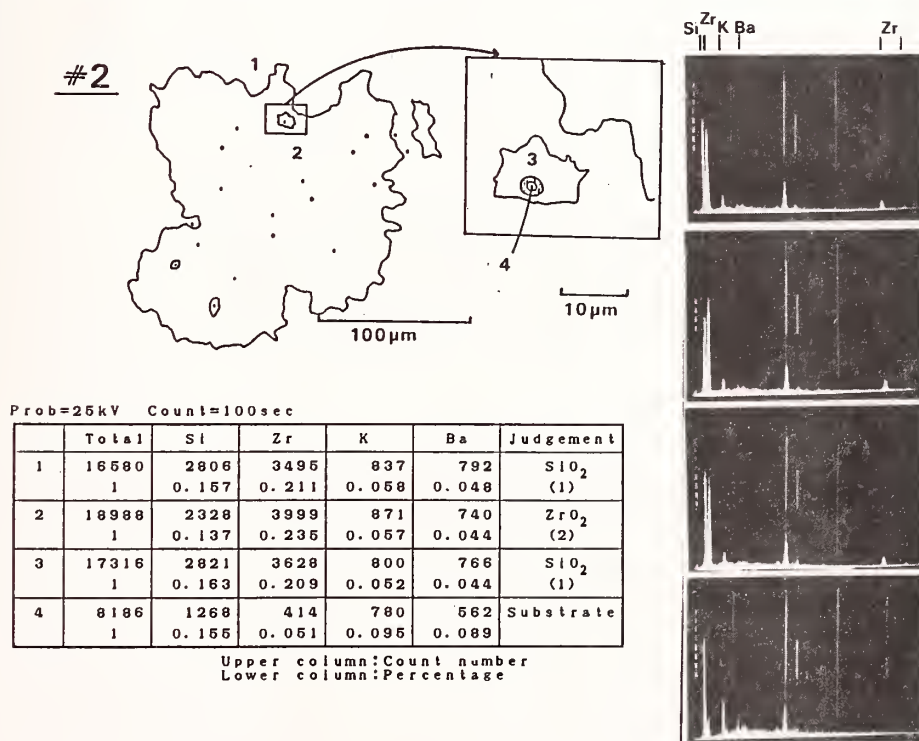 #2
1
2
3
4
100μm
10μm
Si Zr K Ba Zr
Prob=25kV Count=100sec
Total Si Zr K Ba Judgement
1 16580 2806 3495 837 792 SiO₂
1 0.157 0.211 0.058 0.048 (1)
2 18988 2328 3999 871 740 ZrO₂
1 0.137 0.235 0.057 0.044 (2)
3 17316 2821 3628 800 766 SiO₂
1 0.163 0.209 0.052 0.044 (1)
4 8186 1268 414 780 562 Substrate
1 0.155 0.051 0.095 0.089
Upper column:Count number
Lower column:Percentage